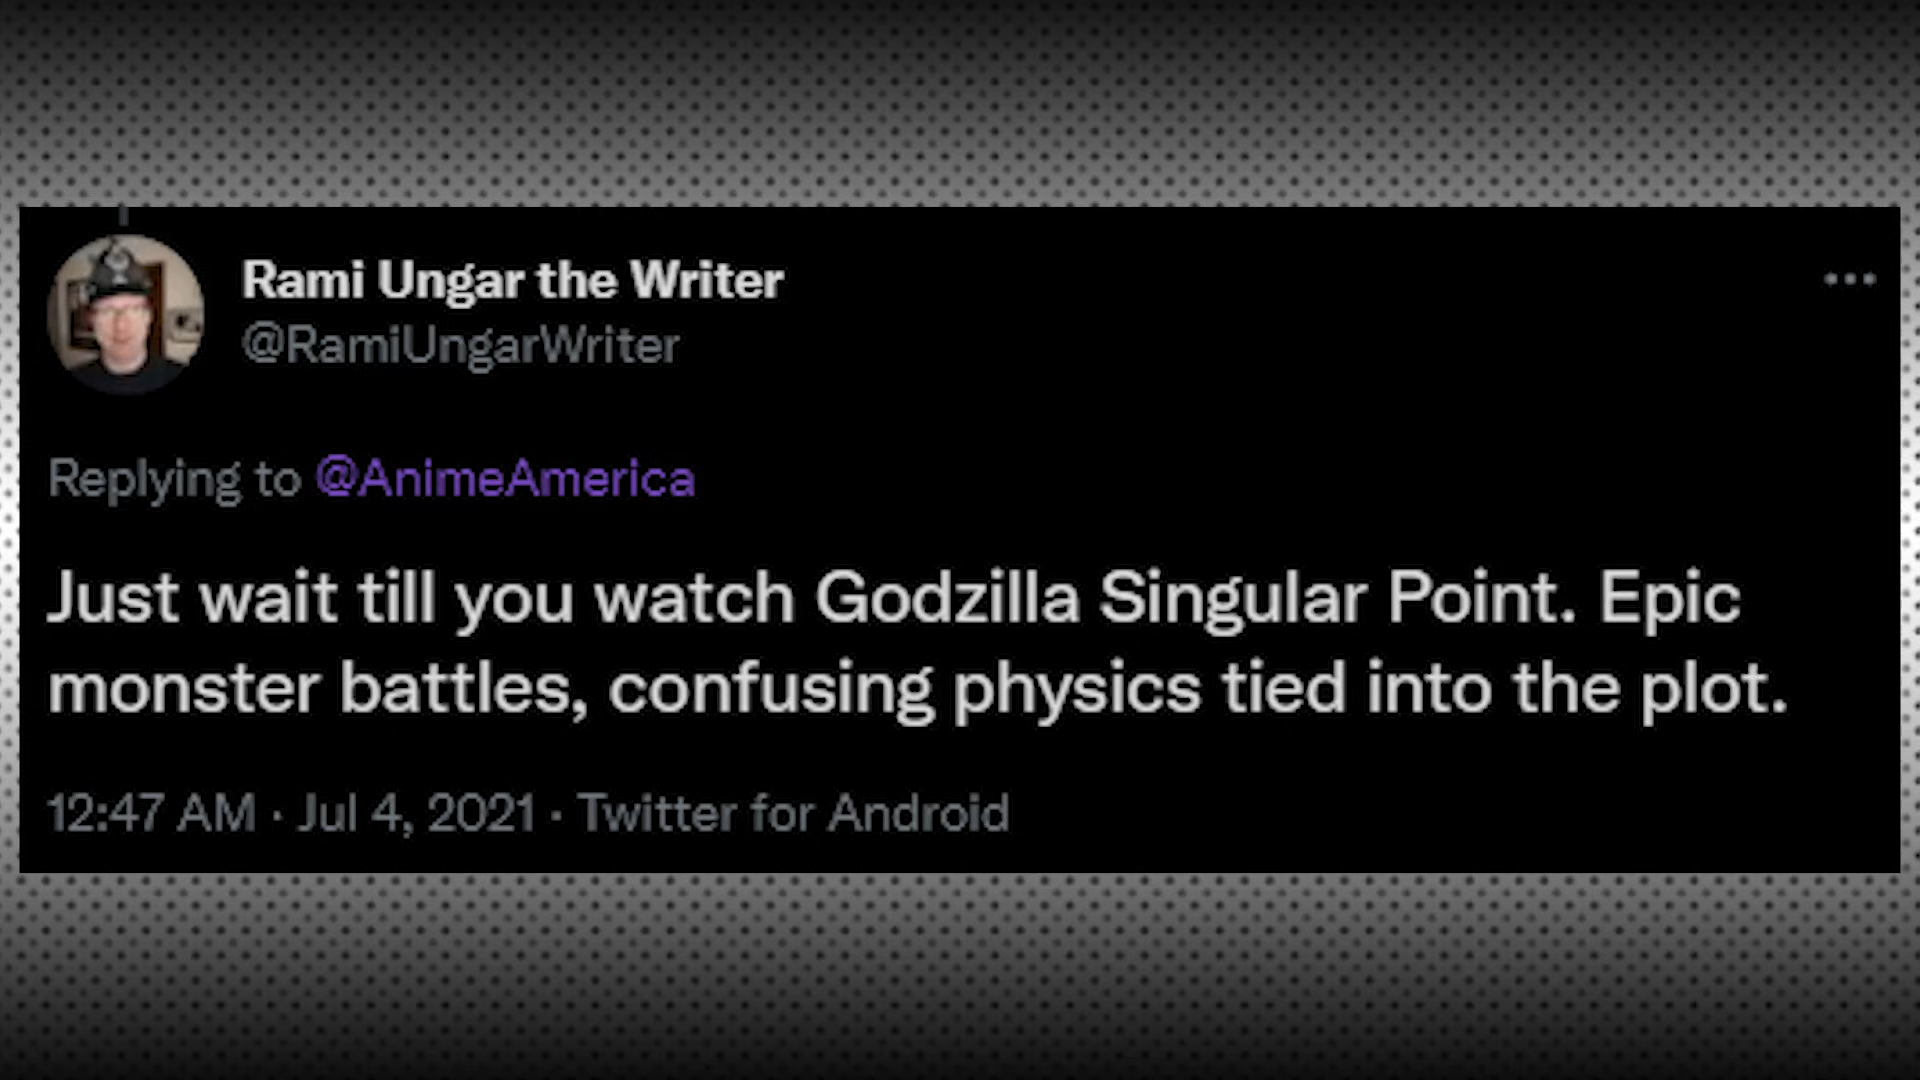 Rami Ungar the Writer
@RamiUngarWriter
Replying to @AnimeAmerica
Just wait till you watch Godzilla Singular Point. Epic
monster battles, confusing physics tied into the plot.
12:47 AM · Jul 4, 2021 · Twitter for Android